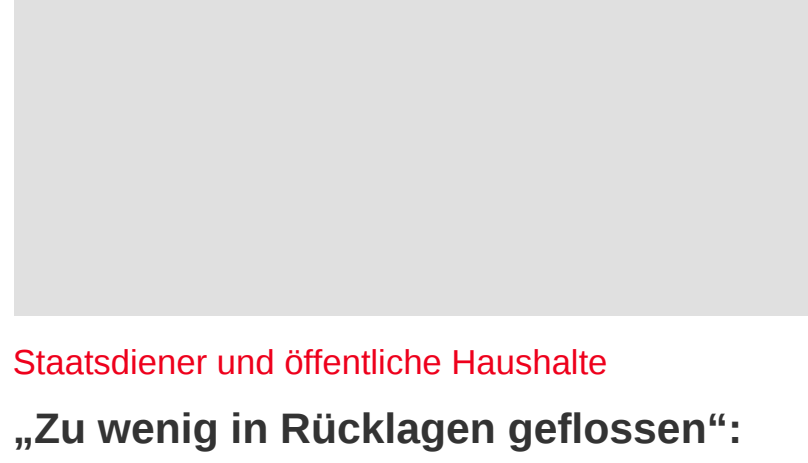 Staatsdiener und öffentliche Haushalte
„Zu wenig in Rücklagen geflossen“: